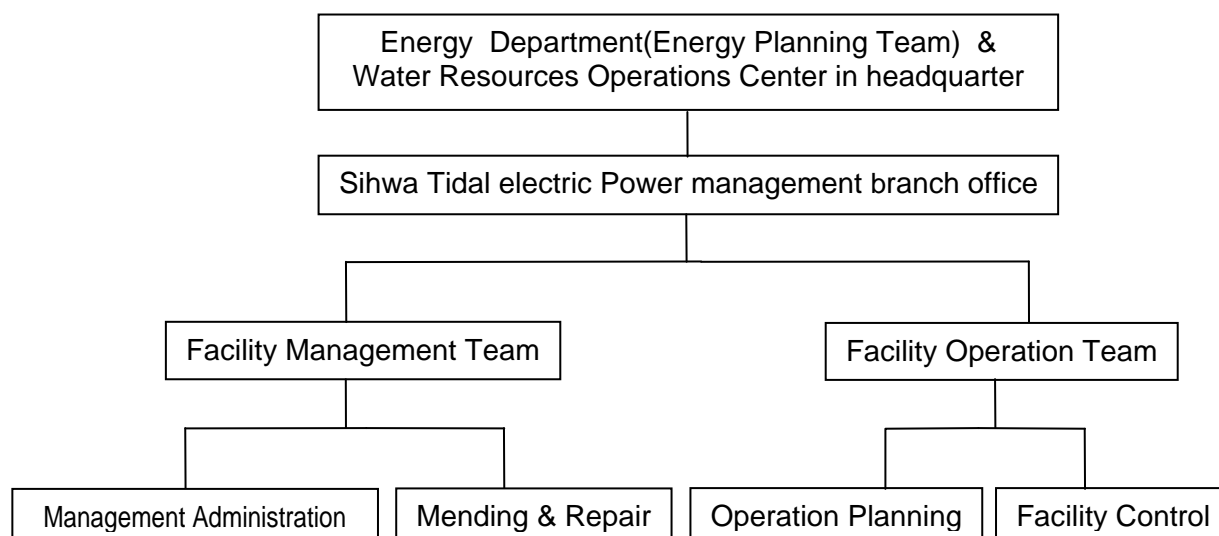 Energy Department(Energy Planning Team) &
Water Resources Operations Center in headquarter
Sihwa Tidal electric Power management branch office
Facility Management Team
Facility Operation Team
Management Administration
Mending & Repair
Operation Planning
Facility Control